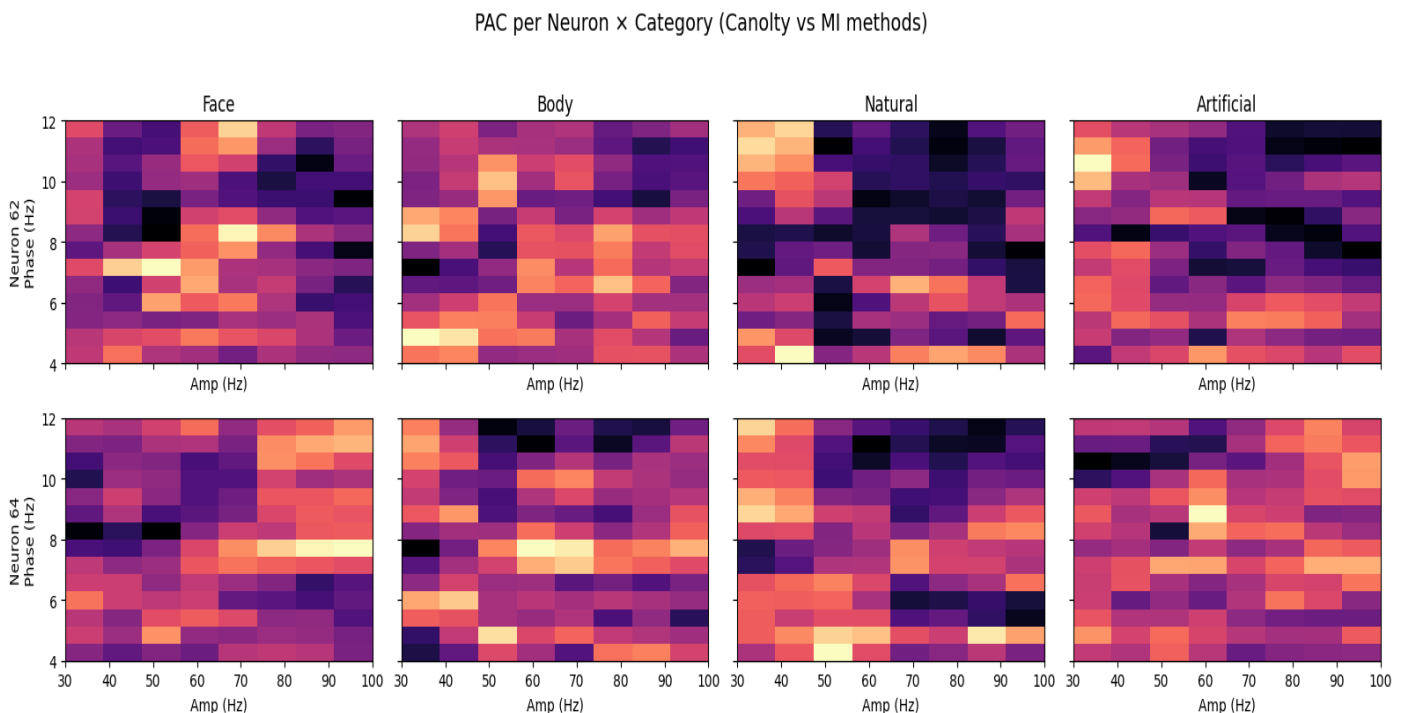 PAC per Neuron × Category (Canolty vs MI methods)
Face
Body
Natural
Artificial
Neuron 62
Phase (Hz)
12
10
8
6
4
Amp (Hz)
Amp (Hz)
Amp (Hz)
Amp (Hz)
Neuron 64
Phase (Hz)
12
10
8
6
4
30 40 50 60 70 80 90 100
30 40 50 60 70 80 90 100
30 40 50 60 70 80 90 100
30 40 50 60 70 80 90 100
Amp (Hz)
Amp (Hz)
Amp (Hz)
Amp (Hz)